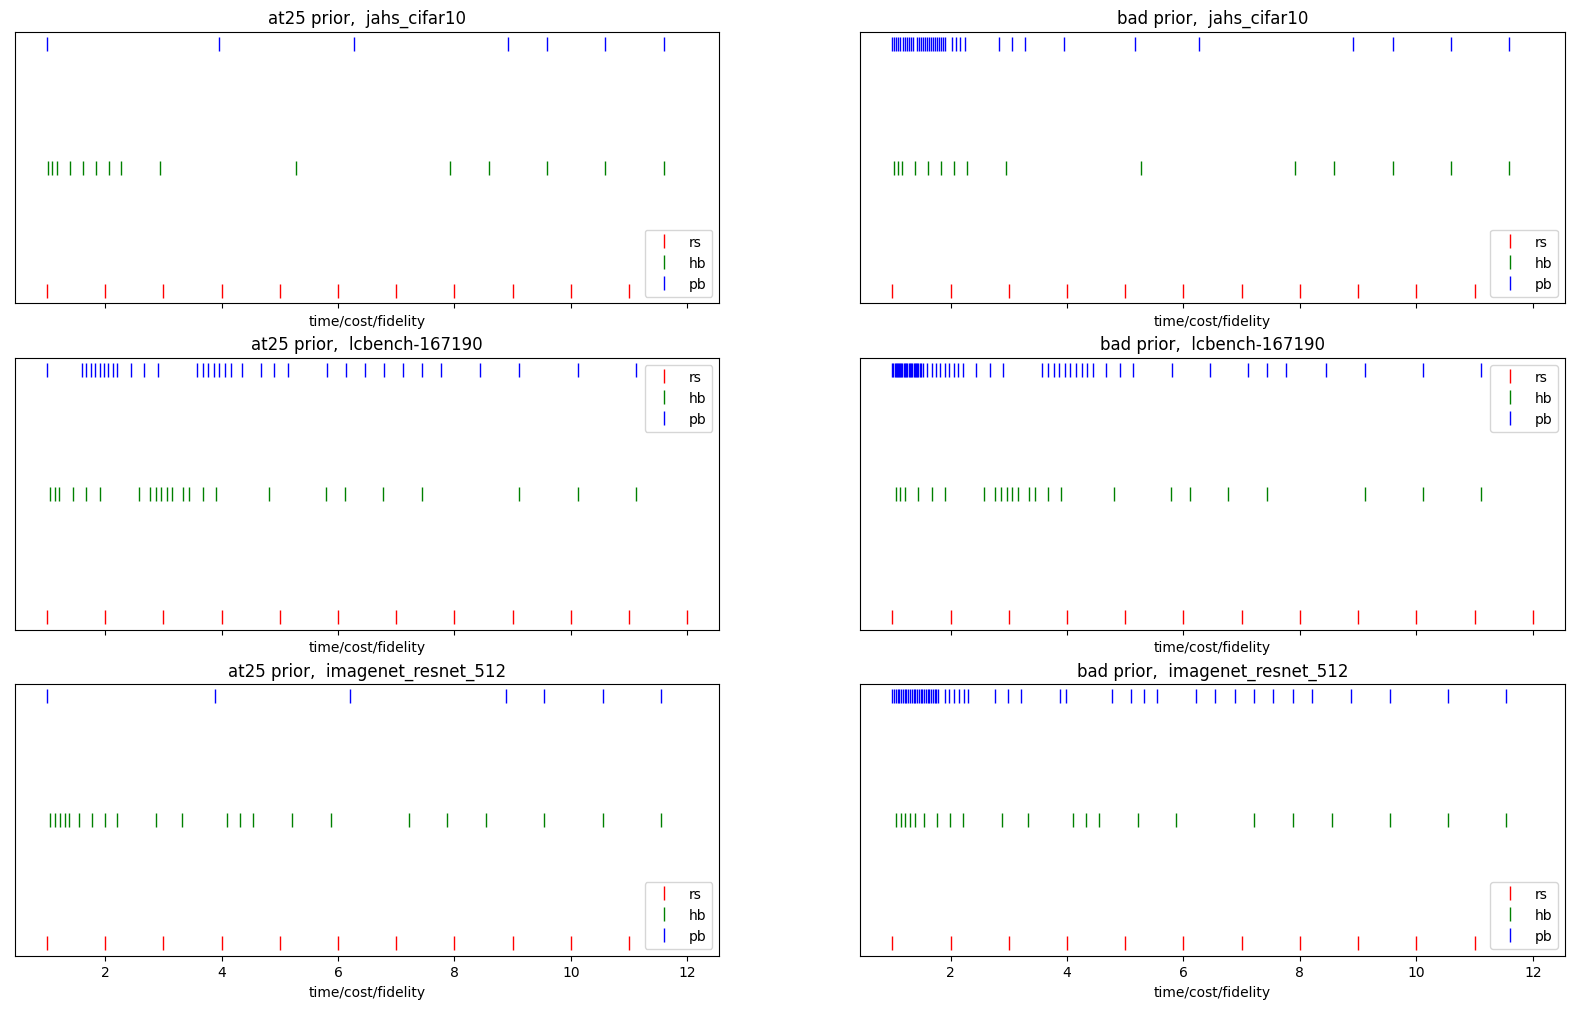 at25 prior,  jahs_cifar10
rs
hb
pb
time/cost/fidelity
bad prior,  jahs_cifar10
rs
hb
pb
time/cost/fidelity
at25 prior,  lcbench-167190
rs
hb
pb
time/cost/fidelity
bad prior,  lcbench-167190
rs
hb
pb
time/cost/fidelity
at25 prior,  imagenet_resnet_512
rs
hb
pb
2 4 6 8 10 12
time/cost/fidelity
bad prior,  imagenet_resnet_512
rs
hb
pb
2 4 6 8 10 12
time/cost/fidelity